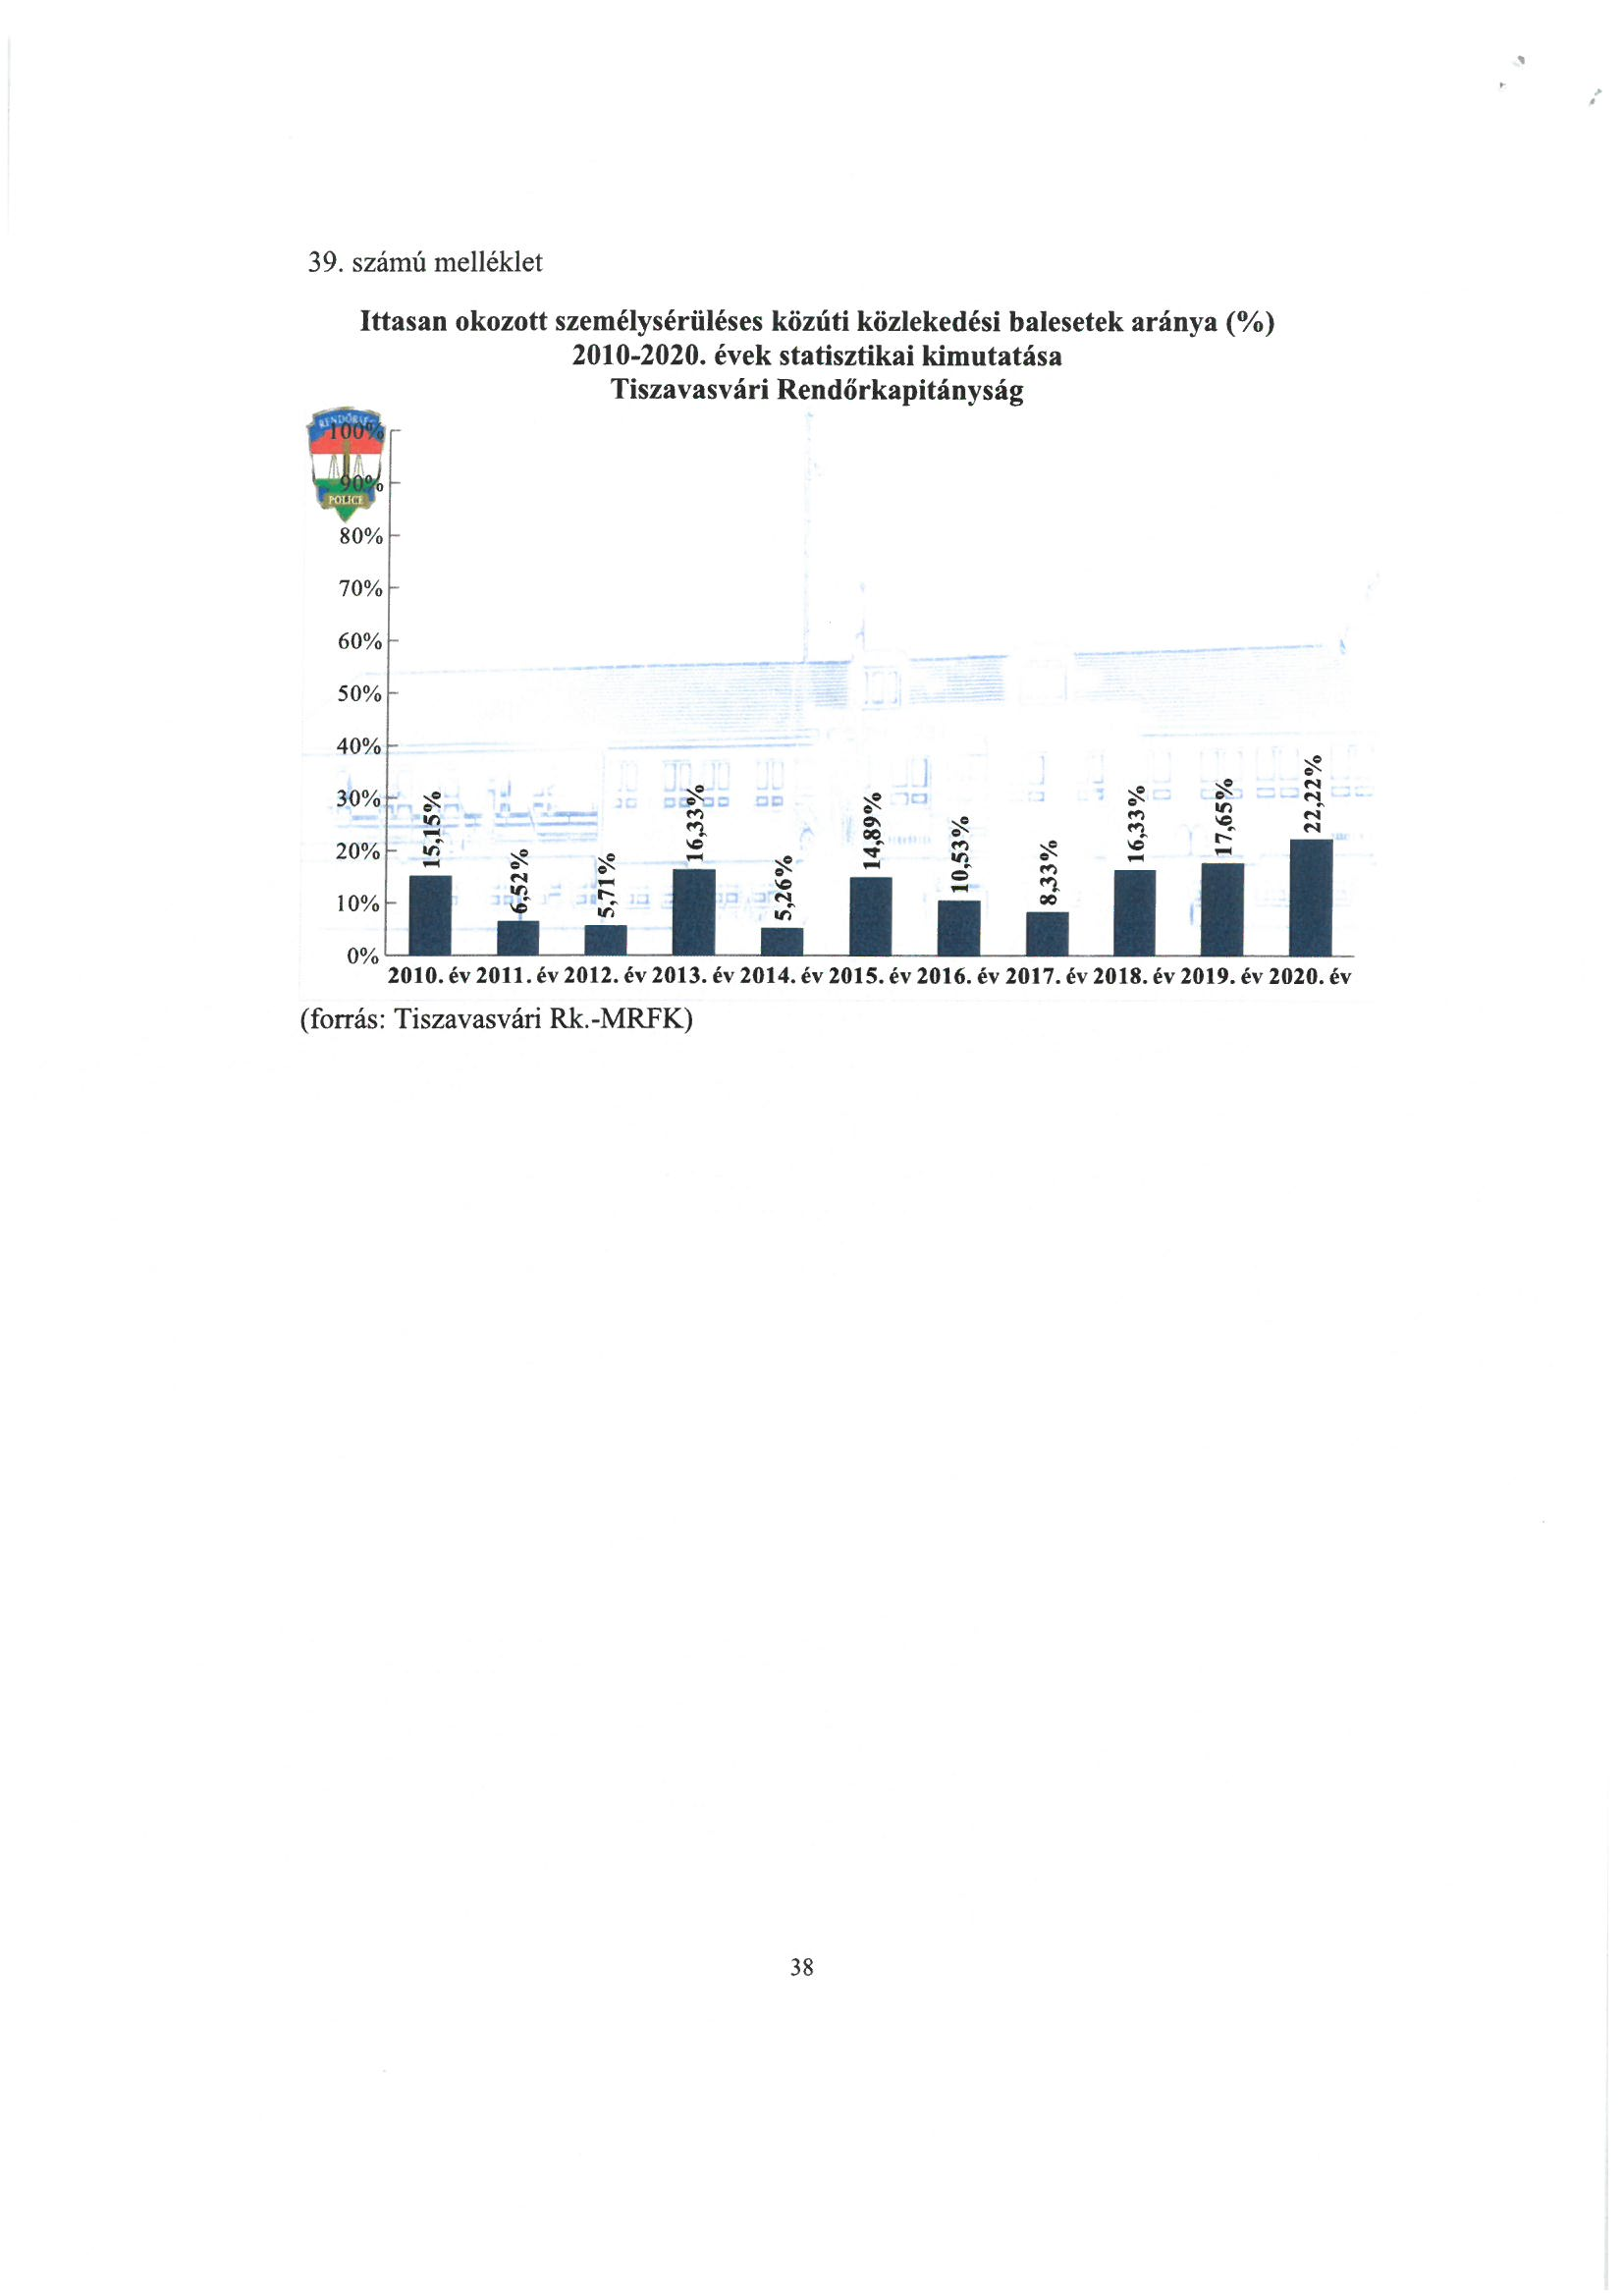 39. számú melléklet
Ittasan okozott személysérüléses közúti közlekedési balesetek aránya (%)
2010-2020. évek statisztikai kimutatása
Tiszavasvári Rendőrkapitányság
RENDŐRSÉG
POLICE
100%
90%
80%
70%
60%
50%
40%
30%
20%
10%
0%
15,15%
6,52%
5,71%
16,33%
5,26%
14,89%
10,53%
8,33%
16,33%
17,65%
22,22%
2010. év 2011. év 2012. év 2013. év 2014. év 2015. év 2016. év 2017. év 2018. év 2019. év 2020. év
(forrás: Tiszavasvári Rk.-MRFK)
38